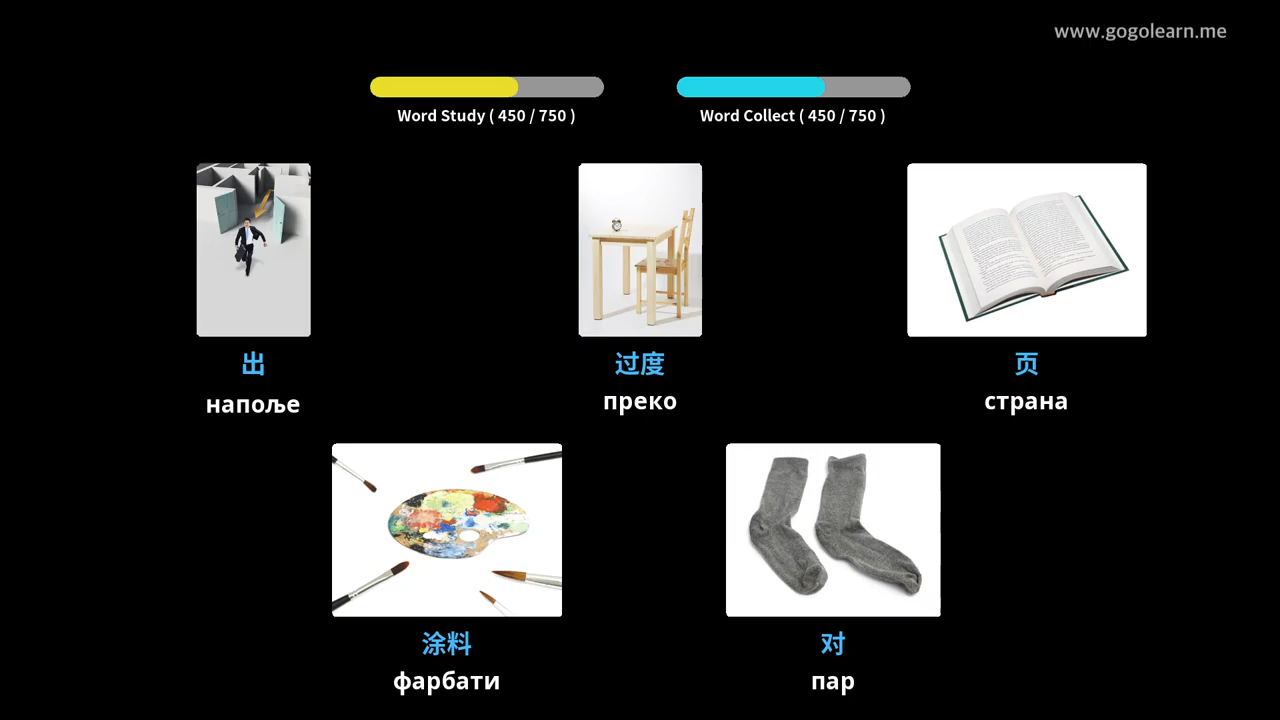 www.gogolearn.me
Word Study ( 450 / 750 )
Word Collect ( 450 / 750 )
出
напоље
过度
преко
页
страна
涂料
фарбати
对
пар